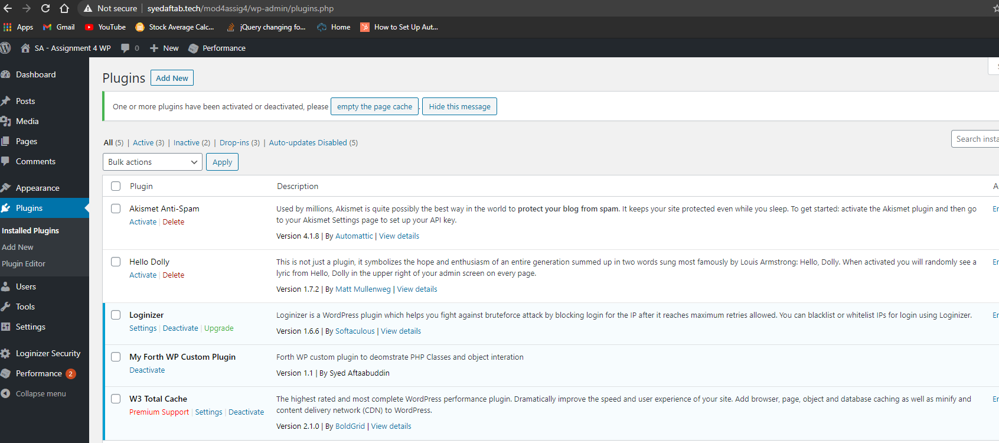 Not secure | syedaftab.tech/mod4assig4/wp-admin/plugins.php
Apps Gmail YouTube Stock Average Calc... jQuery changing fo... Home How to Set Up Aut...
SA - Assignment 4 WP 0 New Performance
Dashboard
Posts
Media
Pages
Comments
Appearance
Plugins
Installed Plugins
Add New
Plugin Editor
Users
Tools
Settings
Loginizer Security
Performance 2
Collapse menu
Plugins Add New
One or more plugins have been activated or deactivated, please empty the page cache. Hide this message
All (5) | Active (3) | Inactive (2) | Drop-ins (3) | Auto-updates Disabled (5)
Search insta
Bulk actions Apply
Plugin Description A
Akismet Anti-Spam
Activate | Delete
Used by millions, Akismet is quite possibly the best way in the world to protect your blog from spam. It keeps your site protected even while you sleep. To get started: activate the Akismet plugin and then go
to your Akismet Settings page to set up your API key.
Version 4.1.8 | By Automattic | View details
En
Hello Dolly
Activate | Delete
This is not just a plugin, it symbolizes the hope and enthusiasm of an entire generation summed up in two words sung most famously by Louis Armstrong: Hello, Dolly. When activated you will randomly see a
lyric from Hello, Dolly in the upper right of your admin screen on every page.
Version 1.7.2 | By Matt Mullenweg | View details
En
Loginizer
Settings | Deactivate | Upgrade
Loginizer is a WordPress plugin which helps you fight against bruteforce attack by blocking login for the IP after it reaches maximum retries allowed. You can blacklist or whitelist IPs for login using Loginizer.
Version 1.6.6 | By Softaculous | View details
En
My Forth WP Custom Plugin
Deactivate
Forth WP custom plugin to deomstrate PHP Classes and object interation
Version 1.1 | By Syed Aftaabuddin
En
W3 Total Cache
Premium Support | Settings | Deactivate
The highest rated and most complete WordPress performance plugin. Dramatically improve the speed and user experience of your site. Add browser, page, object and database caching as well as minify and
content delivery network (CDN) to WordPress.
Version 2.1.0 | By BoldGrid | View details
En